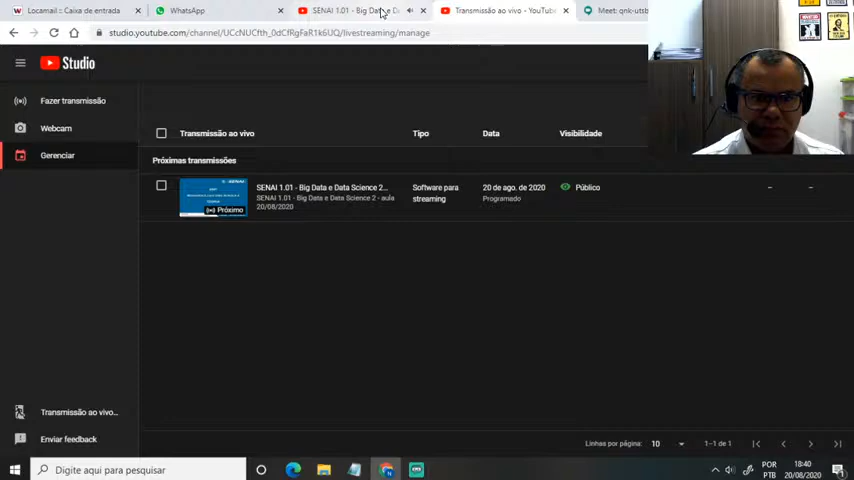 Locamail :: Caixa de entrada
WhatsApp
SENAI 1.01 - Big Data e D
Transmissão ao vivo - YouTube
Meet: qnk-utsb
studio.youtube.com/channel/UCcNUCfth_0dCfRgFaR1k6UQ/livestreaming/manage
Studio
Fazer transmissão
Webcam
Gerenciar
Transmissão ao vivo
Tipo
Data
Visibilidade
Próximas transmissões
SENAI 1.01 - Big Data e Data Science 2...
SENAI 1.01 - Big Data e Data Science 2 - aula
20/08/2020
Próximo
Software para
streaming
20 de ago. de 2020
Programado
Público
–
–
Transmissão ao vivo...
Enviar feedback
Linhas por página:
10
1–1 de 1
Digite aqui para pesquisar
POR
PTB
18:40
20/08/2020